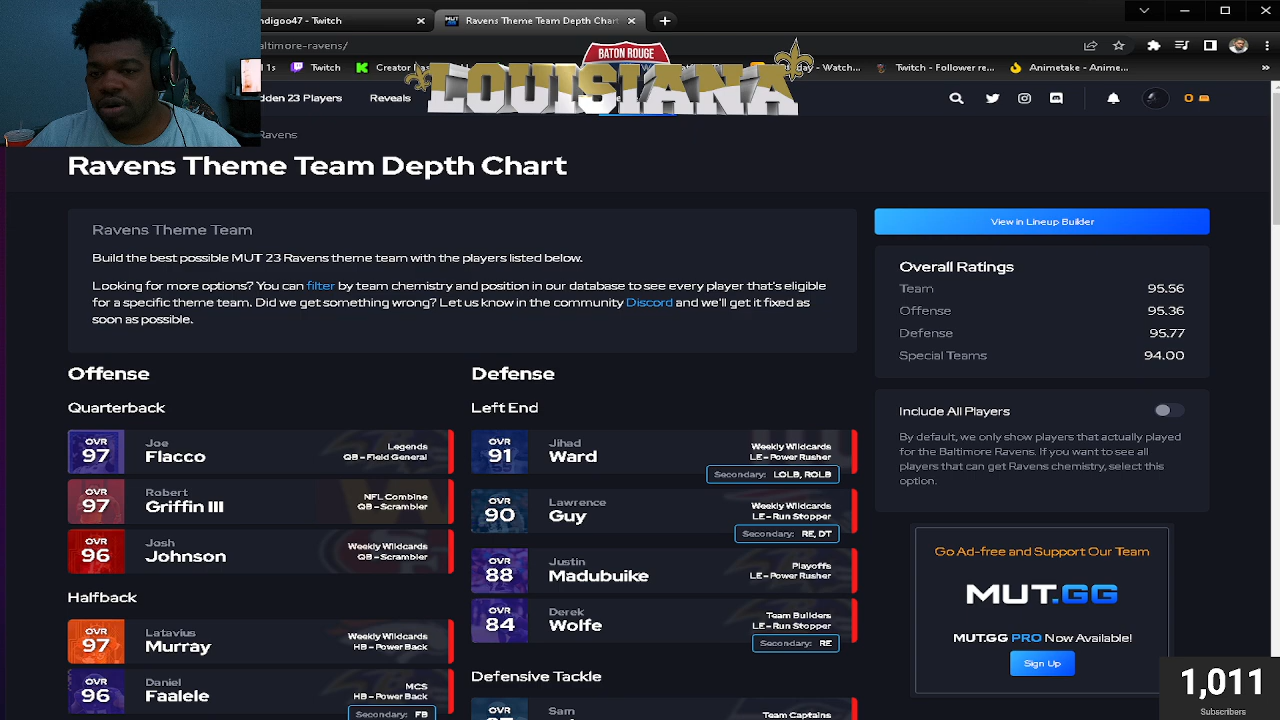 ndigoo47 - Twitch
Ravens Theme Team Depth Chart
altimore-ravens/
1s
Twitch
Creator
day - Watch...
Twitch - Follower re...
Animetake - Anime...
BATON ROUGE
LOUISIANA
dden 23 Players
Reveals
0
Ravens
Ravens Theme Team Depth Chart
Ravens Theme Team
Build the best possible MUT 23 Ravens theme team with the players listed below.
Looking for more options? You can filter by team chemistry and position in our database to see every player that's eligible
for a specific theme team. Did we get something wrong? Let us know in the community Discord and we'll get it fixed as
soon as possible.
Offense
Quarterback
OVR
97
Joe
Flacco
Legends
QB - Field General
OVR
97
Robert
Griffin III
NFL Combine
QB - Scrambler
OVR
96
Josh
Johnson
Weekly Wildcards
QB - Scrambler
Halfback
OVR
97
Latavius
Murray
Weekly Wildcards
HB - Power Back
OVR
96
Daniel
Faalele
MCS
HB - Power Back
Secondary: FB
Defense
Left End
OVR
91
Jihad
Ward
Weekly Wildcards
LE - Power Rusher
Secondary: LOLB, ROLB
OVR
90
Lawrence
Guy
Weekly Wildcards
LE - Run Stopper
Secondary: RE, DT
OVR
88
Justin
Madubuike
Playoffs
LE - Power Rusher
OVR
84
Derek
Wolfe
Team Builders
LE - Run Stopper
Secondary: RE
Defensive Tackle
OVR
Sam
Team Captains
View in Lineup Builder
Overall Ratings
Team 95.56
Offense 95.36
Defense 95.77
Special Teams 94.00
Include All Players
By default, we only show players that actually played
for the Baltimore Ravens. If you want to see all
players that can get Ravens chemistry, select this
option.
Go Ad-free and Support Our Team
MUT.GG
MUT.GG PRO Now Available!
Sign Up
1,011
Subscribers